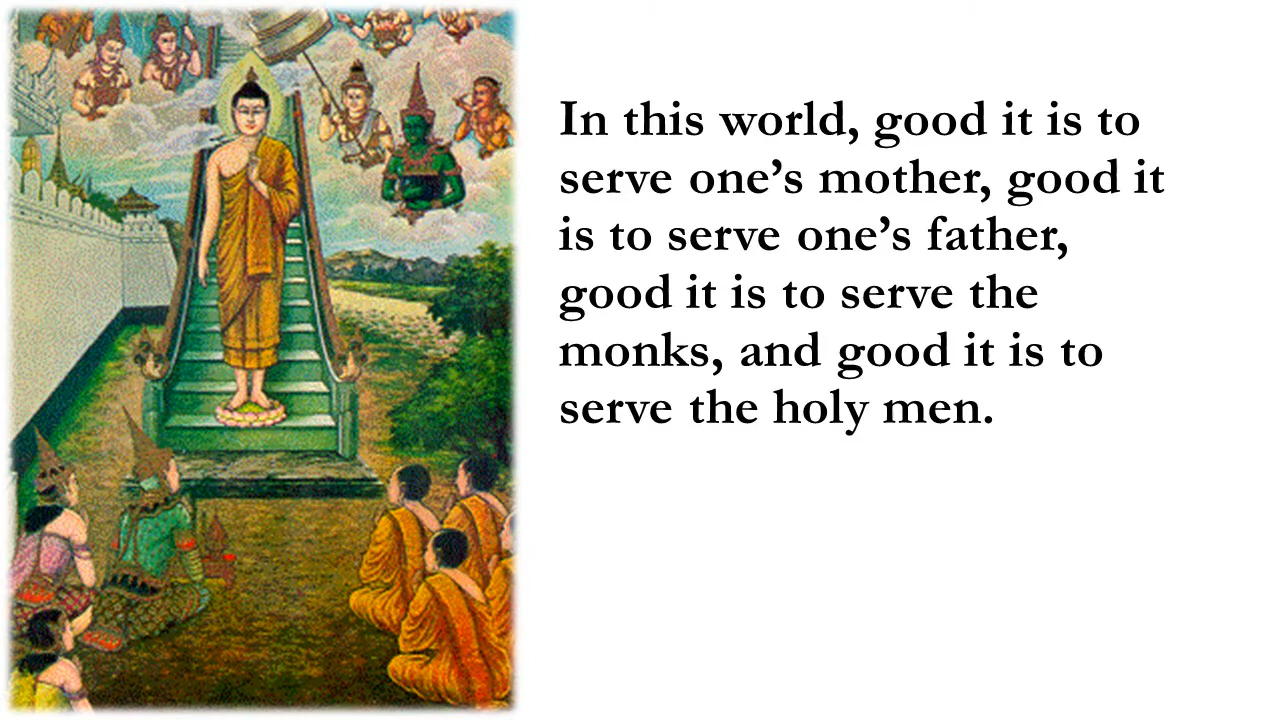 In this world, good it is to
serve one’s mother, good it
is to serve one’s father,
good it is to serve the
monks, and good it is to
serve the holy men.